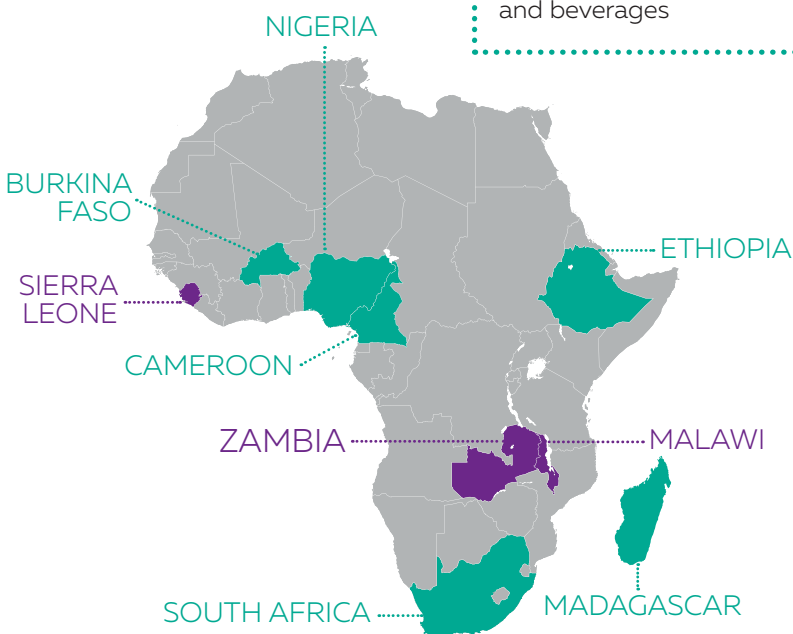 and beverages
NIGERIA
BURKINA
FASO
ETHIOPIA
SIERRA
LEONE
CAMEROON
ZAMBIA
MALAWI
SOUTH AFRICA
MADAGASCAR